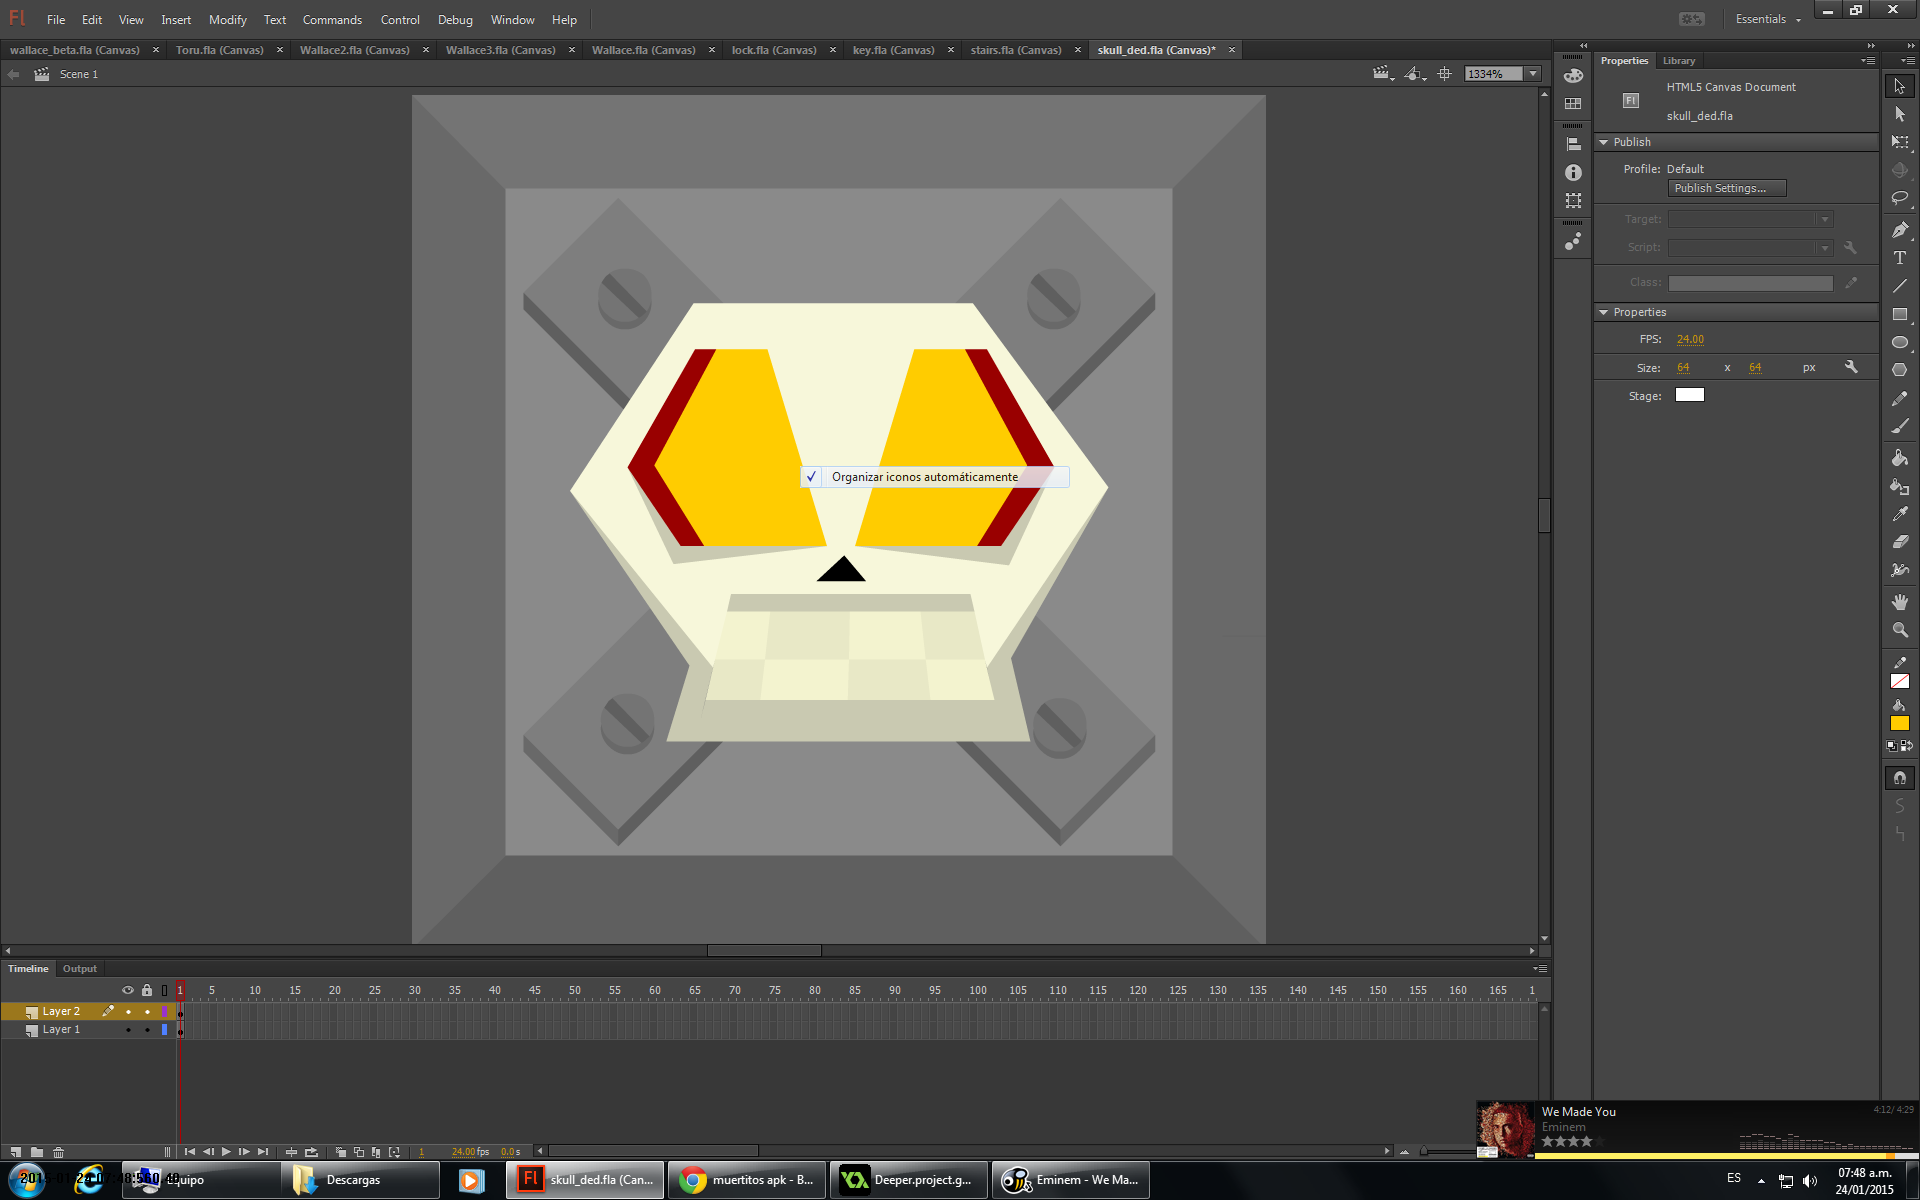 Fl File Edit View Insert Modify Text Commands Control Debug Window Help Essentials
wallace_beta.fla (Canvas) × Toru.fla (Canvas) × Wallace2.fla (Canvas) × Wallace3.fla (Canvas) × Wallace.fla (Canvas) × lock.fla (Canvas) × key.fla (Canvas) × stairs.fla (Canvas) × skull_ded.fla (Canvas)* ×
Scene 1 1334%
Properties Library
HTML5 Canvas Document
Fl
skull_ded.fla
Publish
Profile: Default
Publish Settings...
Target:
Script:
Class:
Properties
FPS: 24.00
Size: 64 x 64 px
Stage:
Organizar iconos automáticamente
Timeline Output
1 5 10 15 20 25 30 35 40 45 50 55 60 65 70 75 80 85 90 95 100 105 110 115 120 125 130 135 140 145 150 155 160 165 1
Layer 2
Layer 1
1 24.00 fps 0.0 s
We Made You 4:12/ 4:29
Eminem
Equipo Descargas Fl skull_ded.fla (Can... muertitos apk - B... Deeper.project.g... Eminem - We Ma... ES
07:48 a.m.
24/01/2015